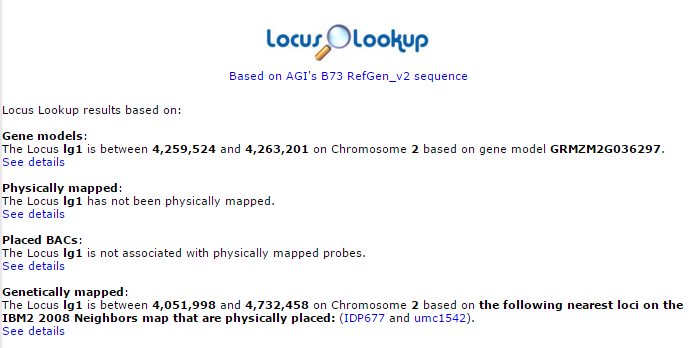 Locus Lookup
Based on AGI's B73 RefGen_v2 sequence
Locus Lookup results based on:
Gene models:
The Locus lg1 is between 4,259,524 and 4,263,201 on Chromosome 2 based on gene model GRMZM2G036297.
See details
Physically mapped:
The Locus lg1 has not been physically mapped.
See details
Placed BACs:
The Locus lg1 is not associated with physically mapped probes.
See details
Genetically mapped:
The Locus lg1 is between 4,051,998 and 4,732,458 on Chromosome 2 based on the following nearest loci on the
IBM2 2008 Neighbors map that are physically placed: (IDP677 and umc1542).
See details